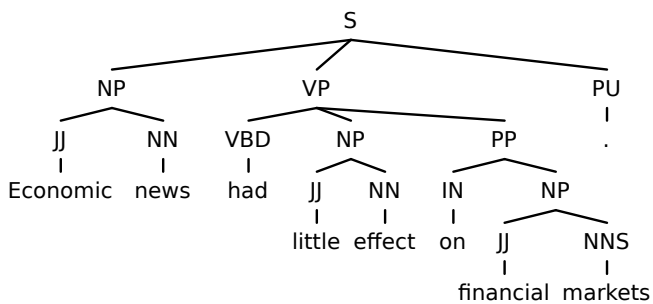 S
NP VP PU
JJ NN VBD NP PP .
Economic news had JJ NN IN NP
little effect on JJ NNS
financial markets